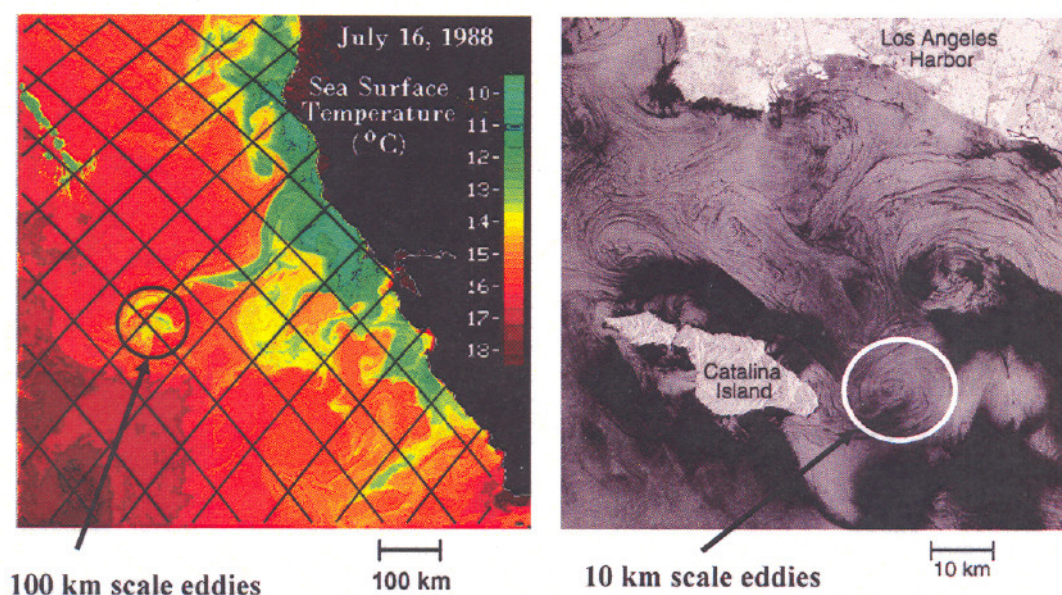 July 16, 1988
Sea Surface
Temperature
(°C)
10-
11-
12-
13-
14-
15-
16-
17-
18-
100 km scale eddies
100 km
Los Angeles
Harbor
Catalina
Island
10 km scale eddies
10 km